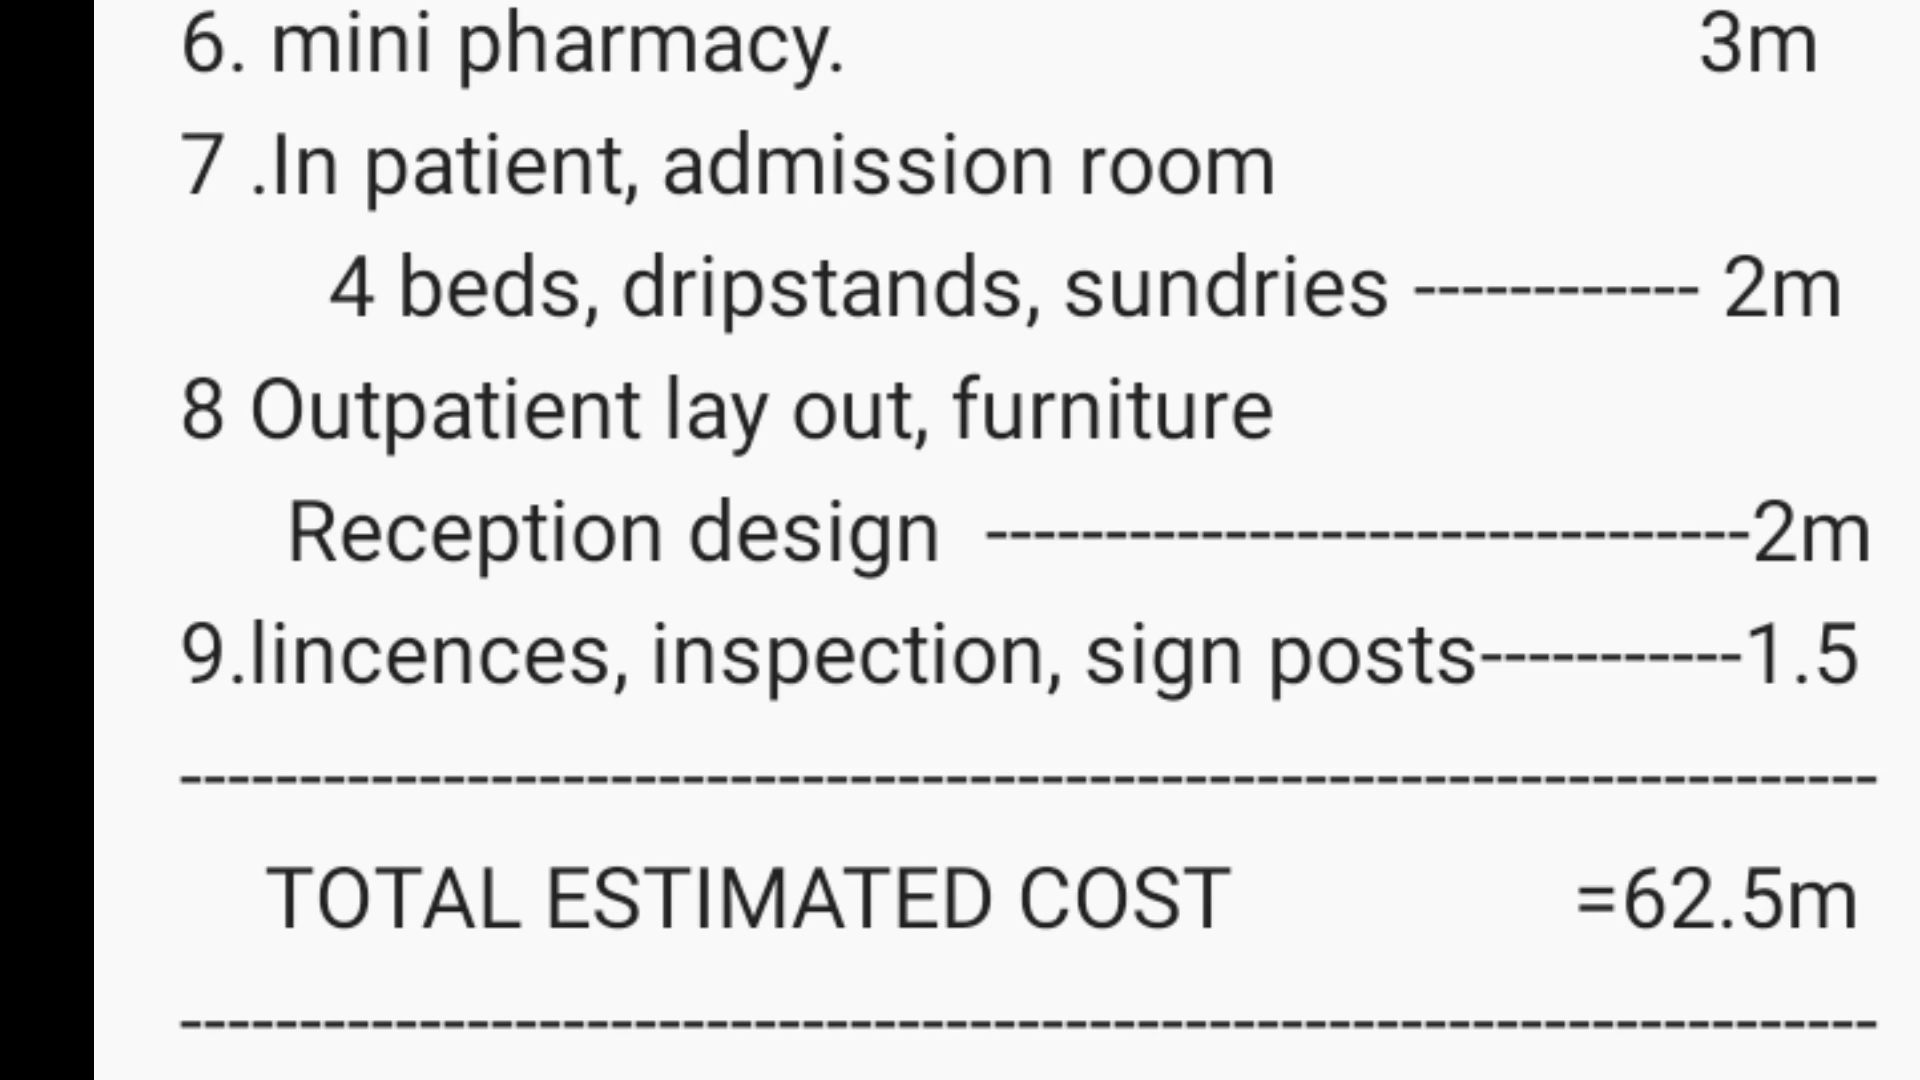 6. mini pharmacy. 3m
7 .In patient, admission room
4 beds, dripstands, sundries ------------ 2m
8 Outpatient lay out, furniture
Reception design --------------------------------2m
9.lincences, inspection, sign posts-----------1.5
-----------------------------------------------------------------------
TOTAL ESTIMATED COST =62.5m
-----------------------------------------------------------------------